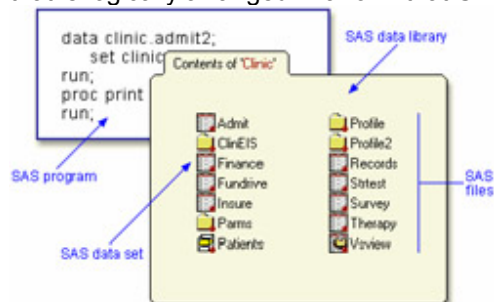 data clinic.admit2;
set clinic
run;
proc print
run;
SAS data library
Contents of "Clinic"
Admit
ClinEIS
Finance
Fundrive
Insure
Parms
Patients
Profile
Profile2
Records
Strtest
Survey
Therapy
Vsview
SAS program
SAS data set
SAS
files